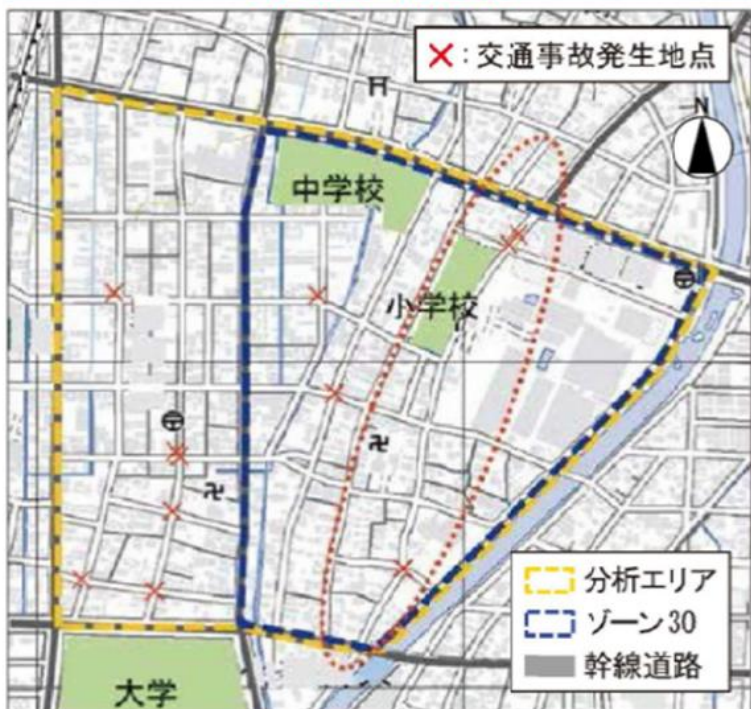 ×:交通事故発生地点
N
中学校
小学校
大学
分析エリア
ゾーン30
幹線道路